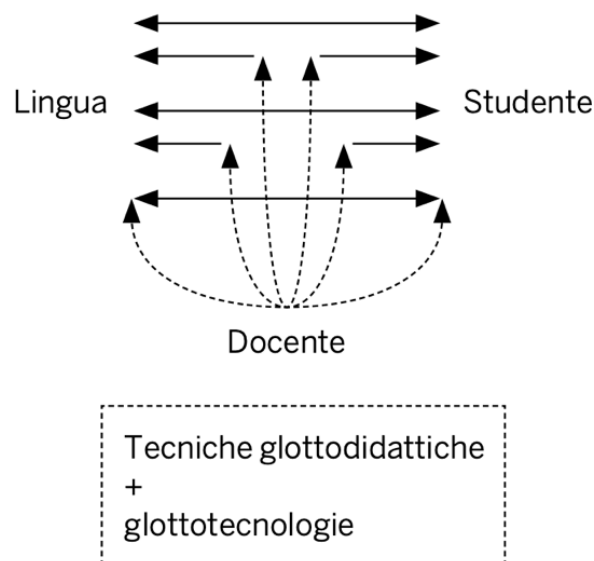 Lingua
Studente
Docente
Tecniche glottodidattiche
+
glottotecnologie